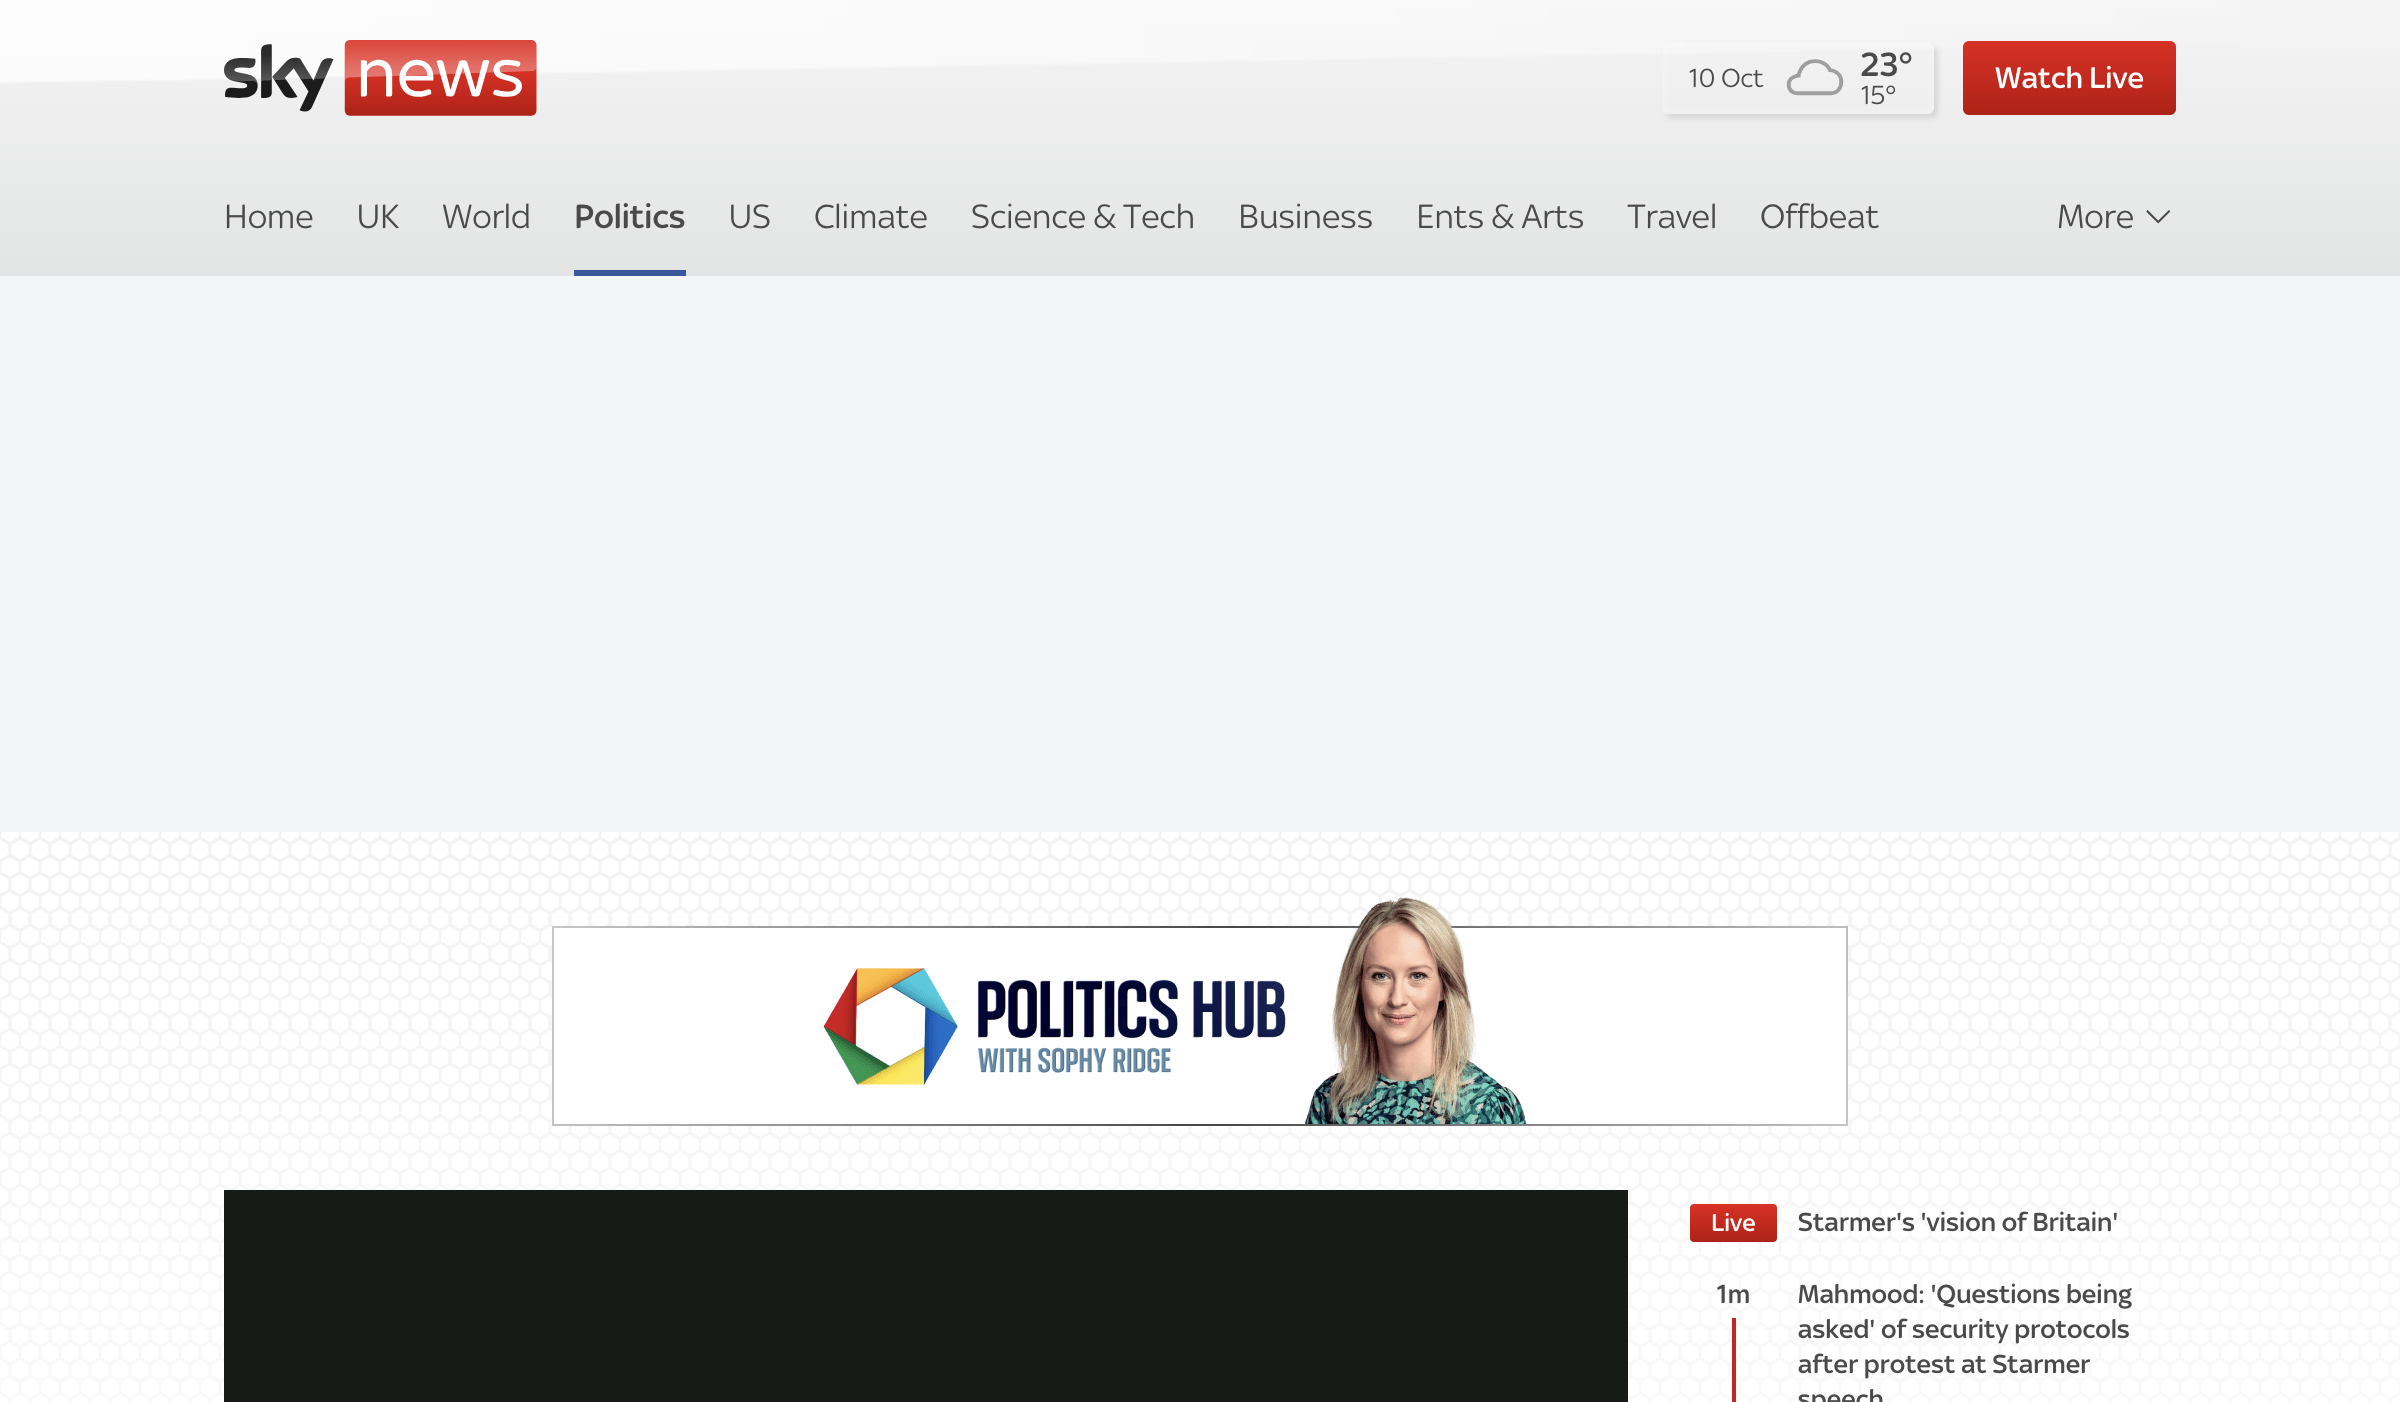 sky news
10 Oct
23°
15°
Watch Live
Home UK World Politics US Climate Science & Tech Business Ents & Arts Travel Offbeat More
POLITICS HUB
WITH SOPHY RIDGE
Live Starmer's 'vision of Britain'
1m Mahmood: 'Questions being
asked' of security protocols
after protest at Starmer
speech